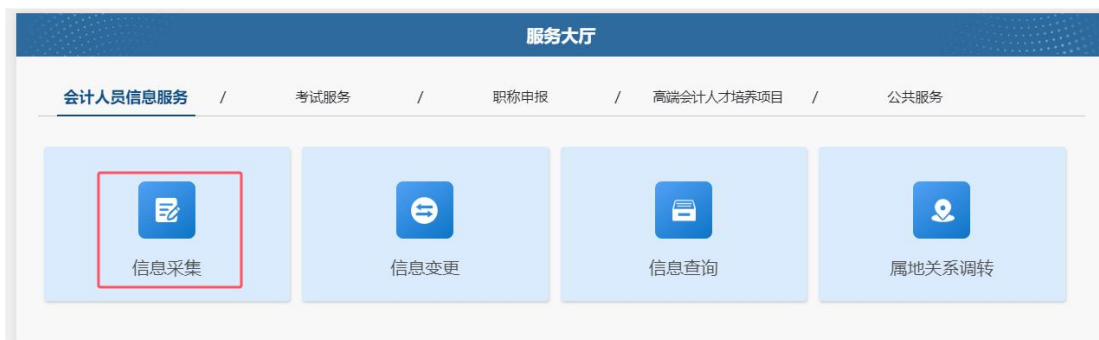 服务大厅
会计人员信息服务 / 考试服务 / 职称申报 / 高端会计人才培养项目 / 公共服务
信息采集 信息变更 信息查询 属地关系调转